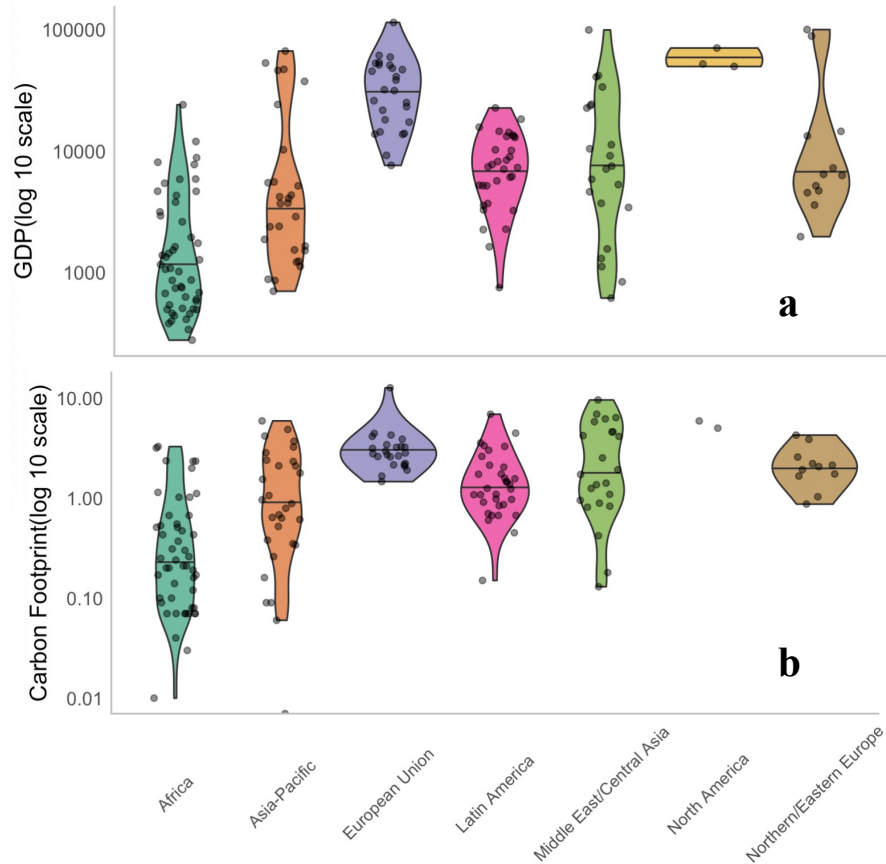 GDP(log 10 scale)
100000
10000
1000
a
Carbon Footprint(log 10 scale)
10.00
1.00
0.10
0.01
b
Africa
Asia-Pacific
European Union
Latin America
Middle East/Central Asia
North America
Northern/Eastern Europe